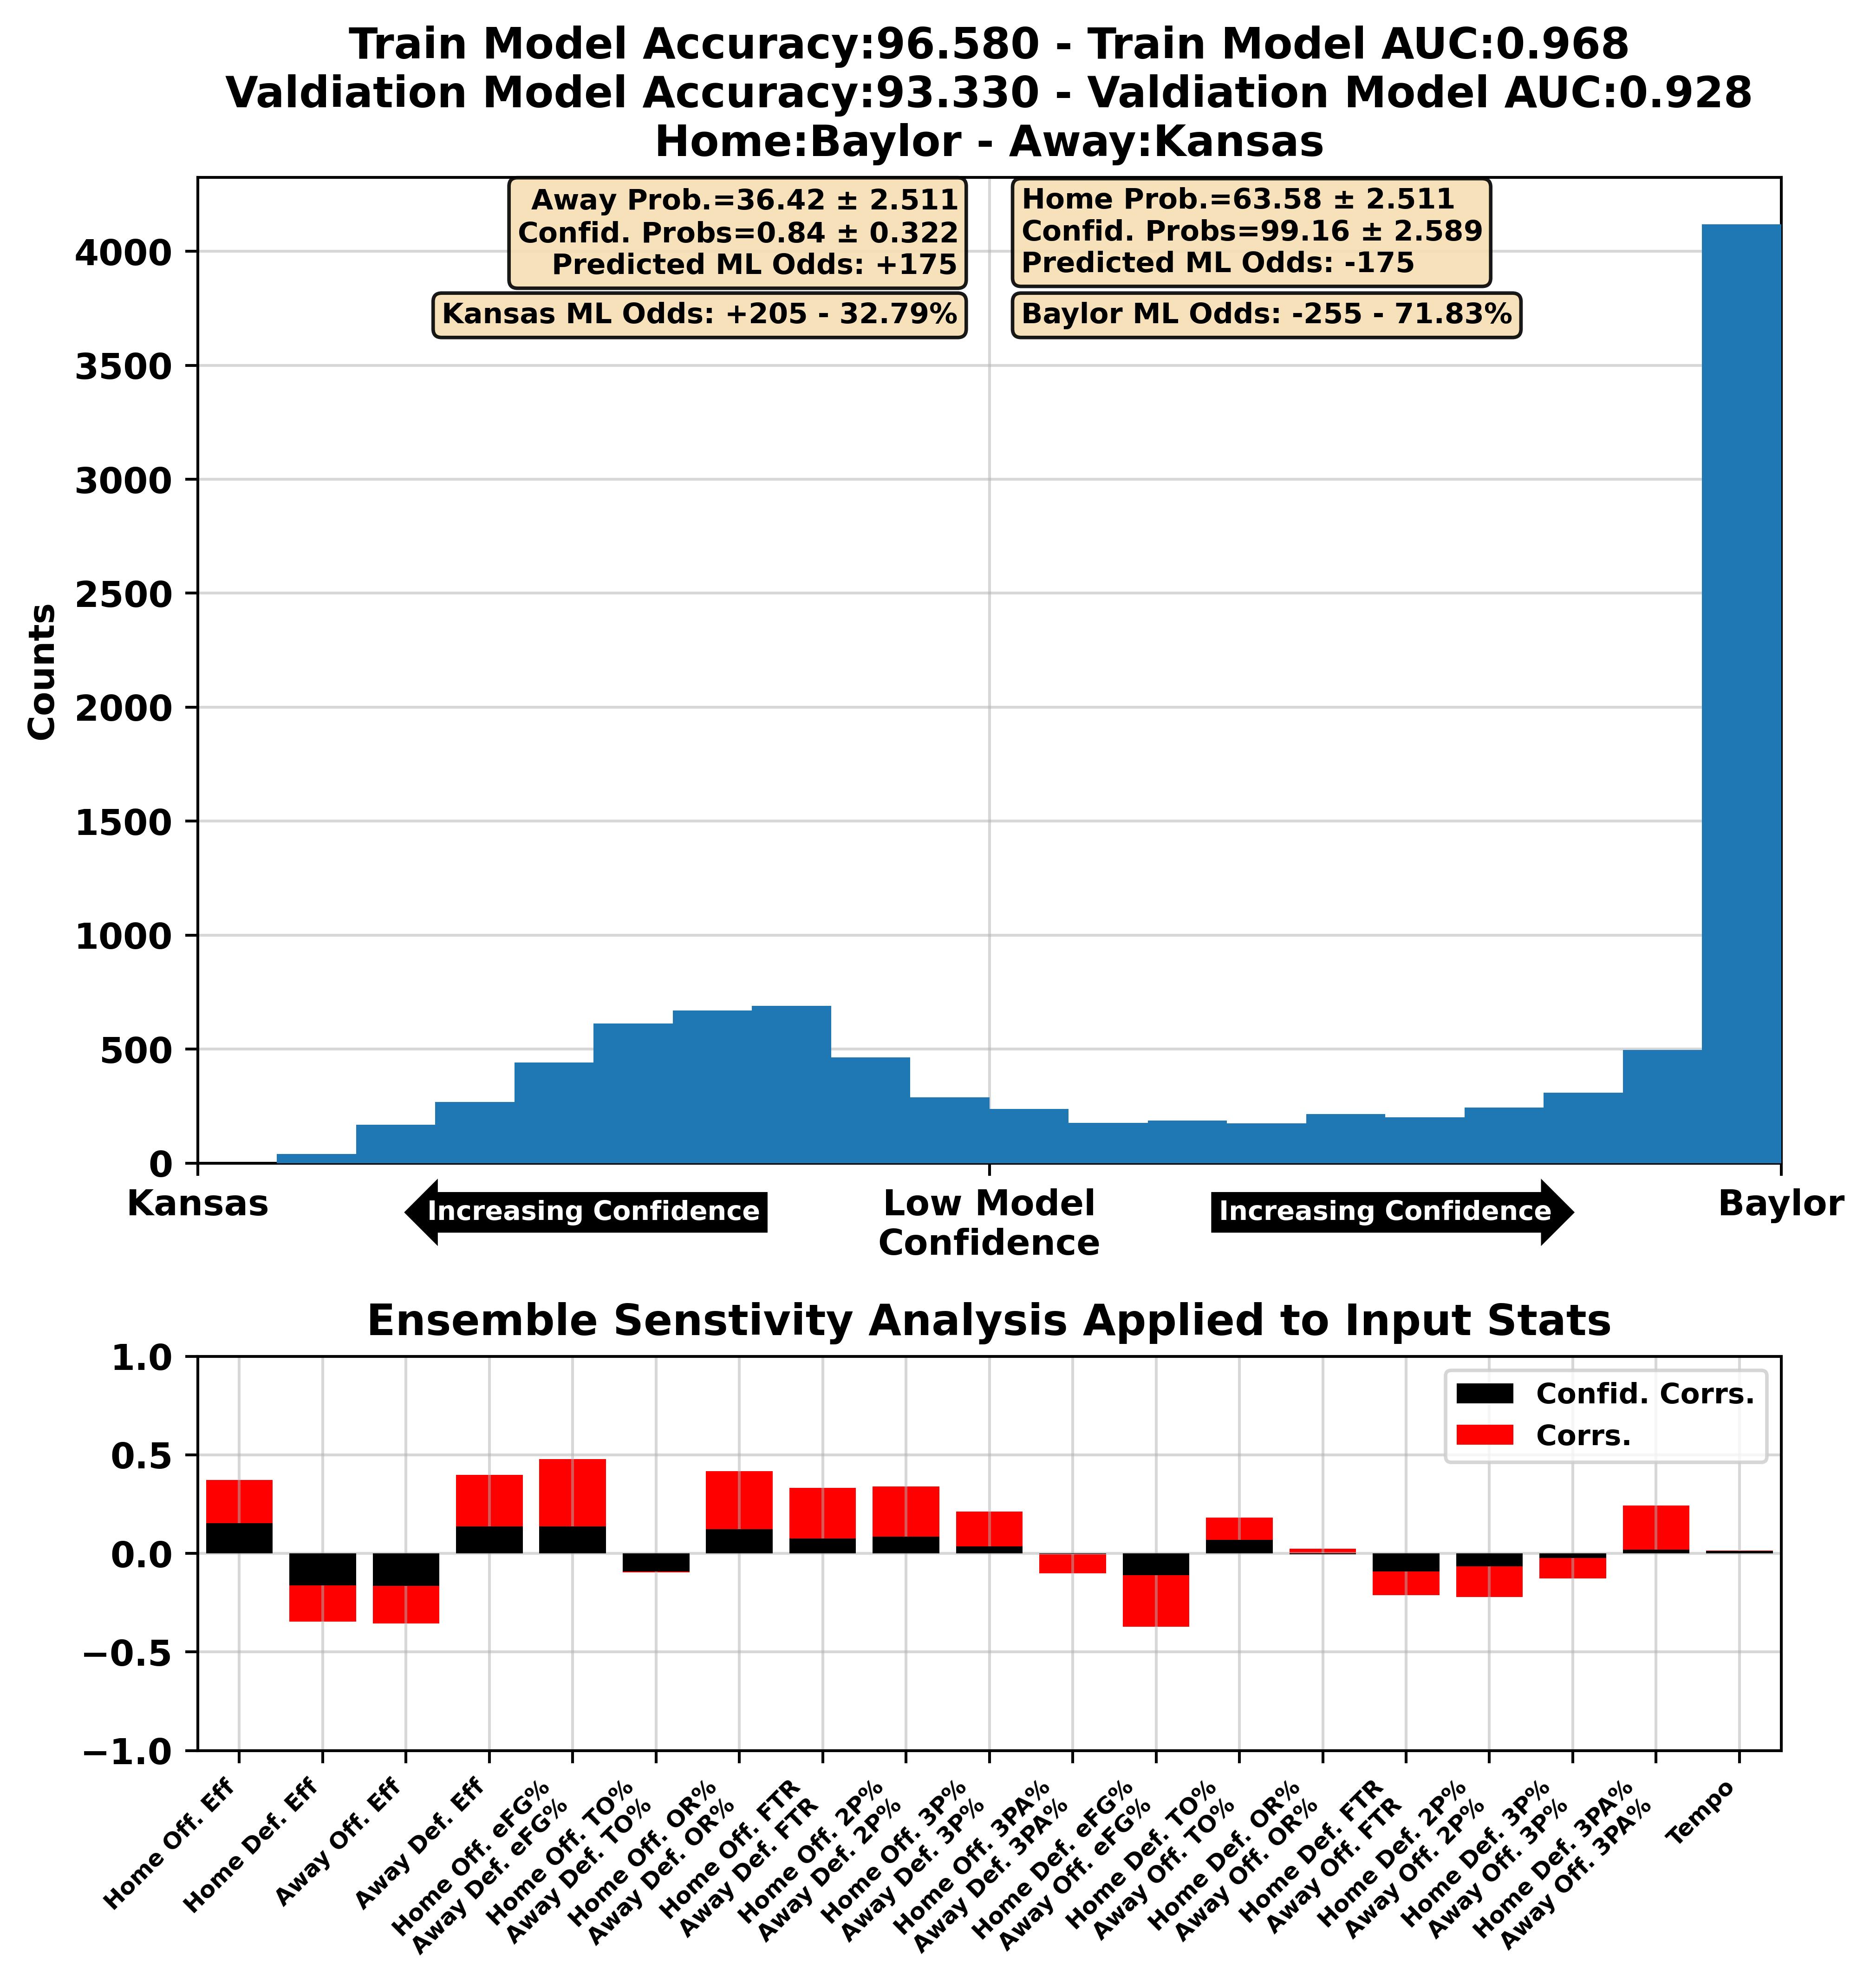 Train Model Accuracy:96.580 - Train Model AUC:0.968
Valdiation Model Accuracy:93.330 - Valdiation Model AUC:0.928
Home:Baylor - Away:Kansas
Away Prob.=36.42 ± 2.511
Confid. Probs=0.84 ± 0.322
Predicted ML Odds: +175
Kansas ML Odds: +205 - 32.79%
Home Prob.=63.58 ± 2.511
Confid. Probs=99.16 ± 2.589
Predicted ML Odds: -175
Baylor ML Odds: -255 - 71.83%
Counts
4000
3500
3000
2500
2000
1500
1000
500
0
Kansas
Increasing Confidence
Low Model
Confidence
Increasing Confidence
Baylor
Ensemble Senstivity Analysis Applied to Input Stats
1.0
0.5
0.0
−0.5
−1.0
Confid. Corrs.
Corrs.
Home Off. Eff
Home Def. Eff
Away Off. Eff
Away Def. Eff
Home Off. eFG%
Away Def. eFG%
Home Off. TO%
Away Def. TO%
Home Off. OR%
Away Def. OR%
Home Off. FTR
Away Def. FTR
Home Off. 2P%
Away Def. 2P%
Home Off. 3P%
Away Def. 3P%
Home Off. 3PA%
Away Def. 3PA%
Home Def. eFG%
Away Off. eFG%
Home Def. TO%
Away Off. TO%
Home Def. OR%
Away Off. OR%
Home Def. FTR
Away Off. FTR
Home Def. 2P%
Away Off. 2P%
Home Def. 3P%
Away Off. 3P%
Home Def. 3PA%
Away Off. 3PA%
Tempo